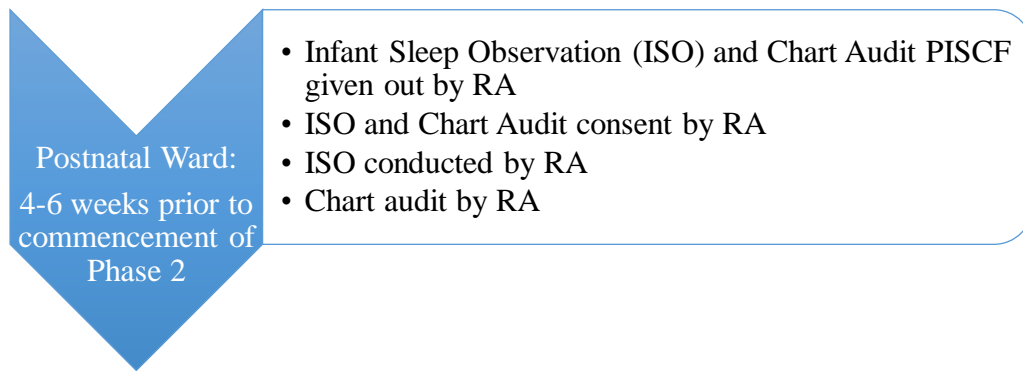 Postnatal Ward:
4-6 weeks prior to
commencement of
Phase 2
• Infant Sleep Observation (ISO) and Chart Audit PISCF
given out by RA
• ISO and Chart Audit consent by RA
• ISO conducted by RA
• Chart audit by RA